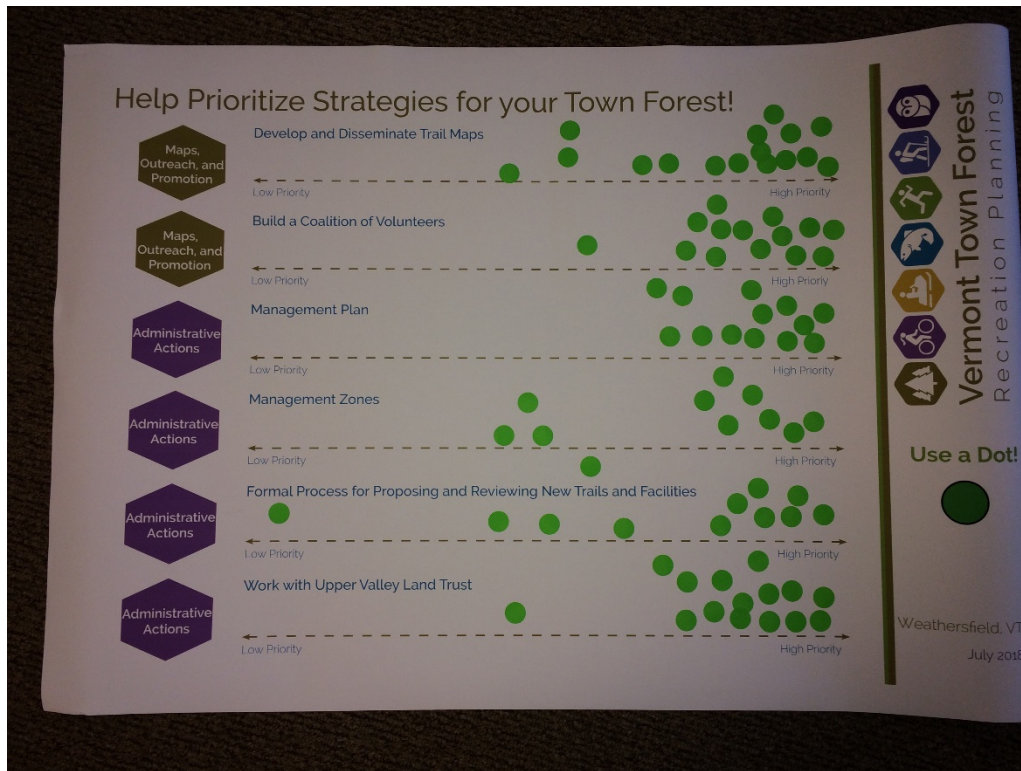 Help Prioritize Strategies for your Town Forest!
Maps,
Outreach, and
Promotion
Develop and Disseminate Trail Maps
Low Priority
High Priority
Maps,
Outreach, and
Promotion
Build a Coalition of Volunteers
Low Priority
High Priority
Administrative
Actions
Management Plan
Low Priority
High Priority
Administrative
Actions
Management Zones
Low Priority
High Priority
Administrative
Actions
Formal Process for Proposing and Reviewing New Trails and Facilities
Low Priority
High Priority
Administrative
Actions
Work with Upper Valley Land Trust
Low Priority
High Priority
Vermont Town Forest
Recreation Planning
Use a Dot!
Weathersfield, VT
July 2018